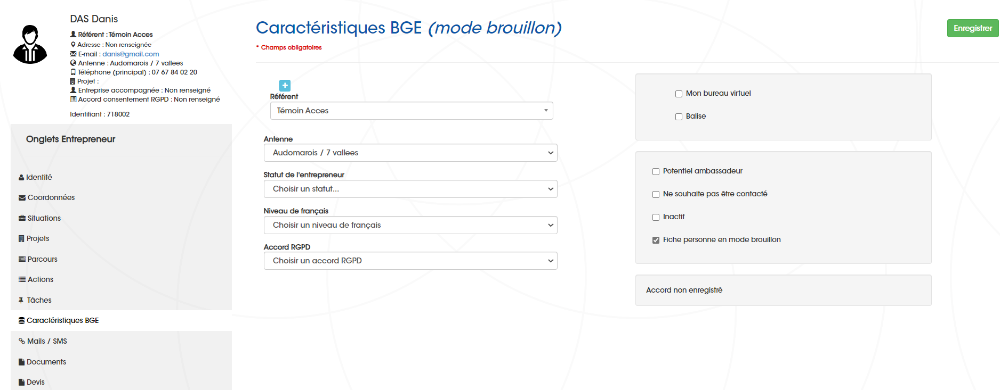 DAS Danis
Référent : Témoin Acces
Adresse : Non renseignée
E-mail : danis@gmail.com
Antenne : Audomarois / 7 vallees
Téléphone (principal) : 07 67 84 02 20
Projet :
Entreprise accompagnée : Non renseigné
Accord consentement RGPD : Non renseigné
Identifiant : 718002
Onglets Entrepreneur
Identité
Coordonnées
Situations
Projets
Parcours
Actions
Tâches
Caractéristiques BGE
Mails / SMS
Documents
Devis
Caractéristiques BGE (mode brouillon)
Enregistrer
* Champs obligatoires
Référent
Témoin Acces
Antenne
Audomarois / 7 vallees
Statut de l'entrepreneur
Choisir un statut...
Niveau de français
Choisir un niveau de français
Accord RGPD
Choisir un accord RGPD
Mon bureau virtuel
Balise
Potentiel ambassadeur
Ne souhaite pas être contacté
Inactif
Fiche personne en mode brouillon
Accord non enregistré